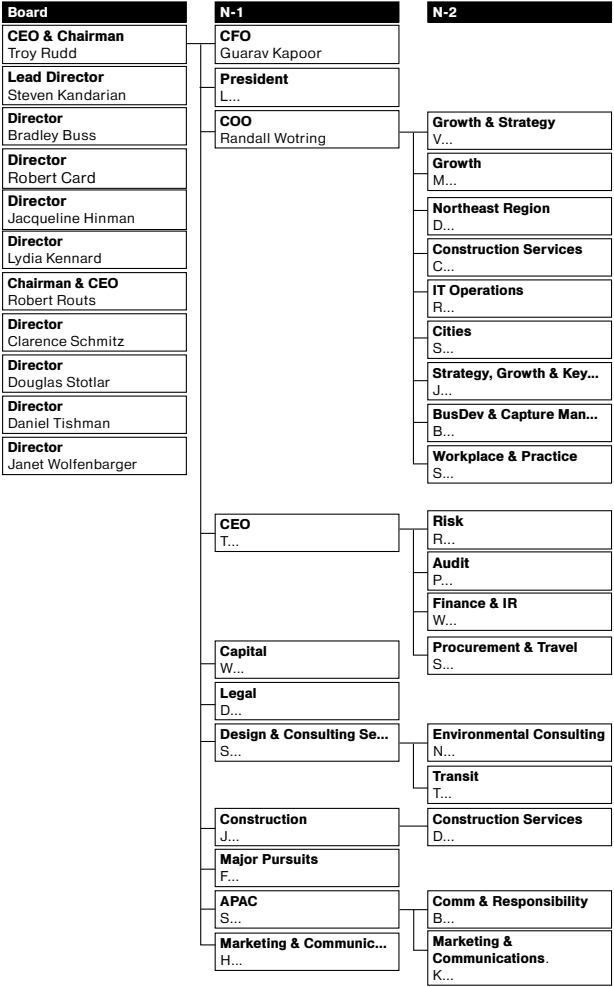 Board
CEO & Chairman
Troy Rudd
Lead Director
Steven Kandarian
Director
Bradley Buss
Director
Robert Card
Director
Jacqueline Hinman
Director
Lydia Kennard
Chairman & CEO
Robert Routs
Director
Clarence Schmitz
Director
Douglas Stotlar
Director
Daniel Tishman
Director
Janet Wolfenbarger
N-1
CFO
Guarav Kapoor
President
L...
COO
Randall Wotring
CEO
T...
Capital
W...
Legal
D...
Design & Consulting Se...
S...
Construction
J...
Major Pursuits
F...
APAC
S...
Marketing & Communic...
H...
N-2
Growth & Strategy
V...
Growth
M...
Northeast Region
D...
Construction Services
C...
IT Operations
R...
Cities
S...
Strategy, Growth & Key...
J...
BusDev & Capture Man...
B...
Workplace & Practice
S...
Risk
R...
Audit
P...
Finance & IR
W...
Procurement & Travel
S...
Environmental Consulting
N...
Transit
T...
Construction Services
D...
Comm & Responsibility
B...
Marketing &
Communications.
K...